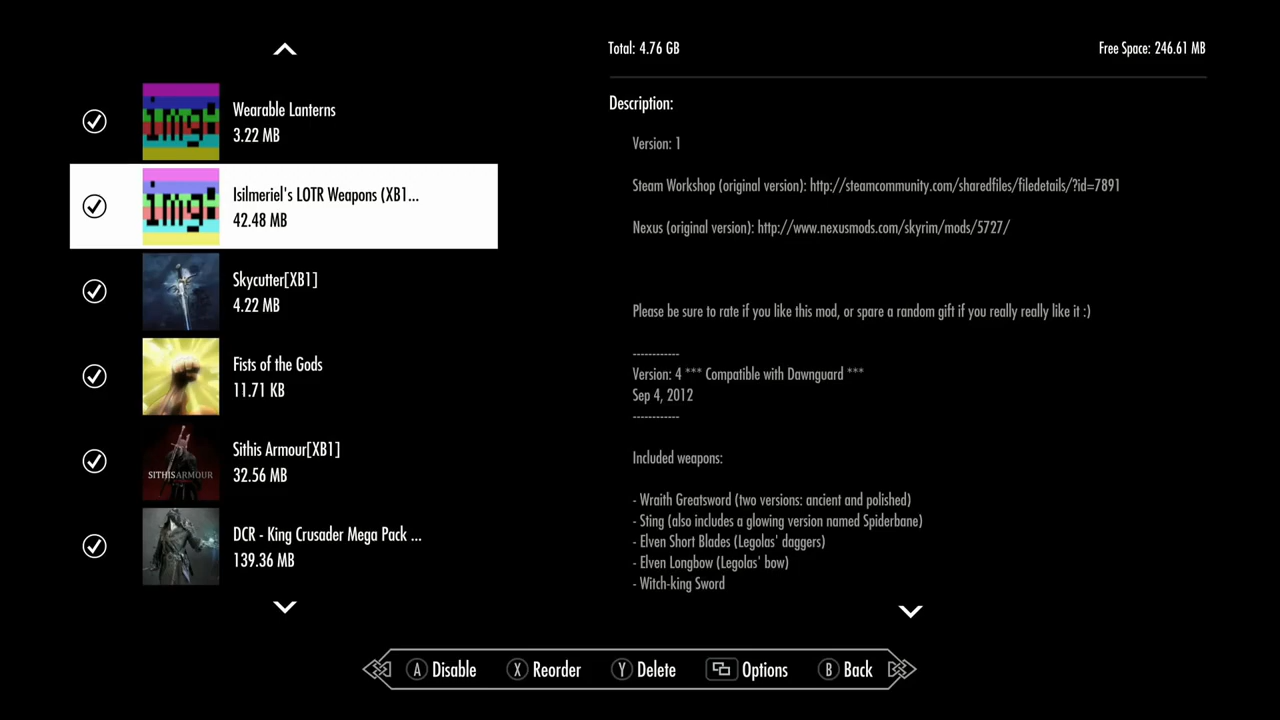 Total: 4.76 GB
Free Space: 246.61 MB
Wearable Lanterns
3.22 MB
Isilmeriel's LOTR Weapons (XB1...
42.48 MB
Skycutter[XB1]
4.22 MB
Fists of the Gods
11.71 KB
SITHISARMOUR
Sithis Armour[XB1]
32.56 MB
DCR - King Crusader Mega Pack ...
139.36 MB
Description:
Version: 1
Steam Workshop (original version): http://steamcommunity.com/sharedfiles/filedetails/?id=7891
Nexus (original version): http://www.nexusmods.com/skyrim/mods/5727/
Please be sure to rate if you like this mod, or spare a random gift if you really really like it :)
------------
Version: 4 *** Compatible with Dawnguard ***
Sep 4, 2012
------------
Included weapons:
- Wraith Greatsword (two versions: ancient and polished)
- Sting (also includes a glowing version named Spiderbane)
- Elven Short Blades (Legolas' daggers)
- Elven Longbow (Legolas' bow)
- Witch-king Sword
A Disable
X Reorder
Y Delete
Options
B Back